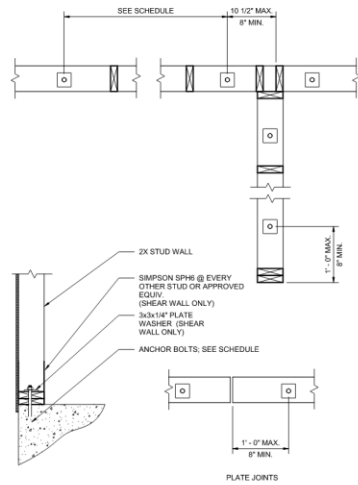 SEE SCHEDULE
10 1/2" MAX.
8" MIN.
1' - 0" MAX.
8" MIN.
2X STUD WALL
SIMPSON SPH6 @ EVERY
OTHER STUD OR APPROVED
EQUIV.
(SHEAR WALL ONLY)
3x3x1/4" PLATE
WASHER (SHEAR
WALL ONLY)
ANCHOR BOLTS; SEE SCHEDULE
1' - 0" MAX.
8" MIN.
PLATE JOINTS